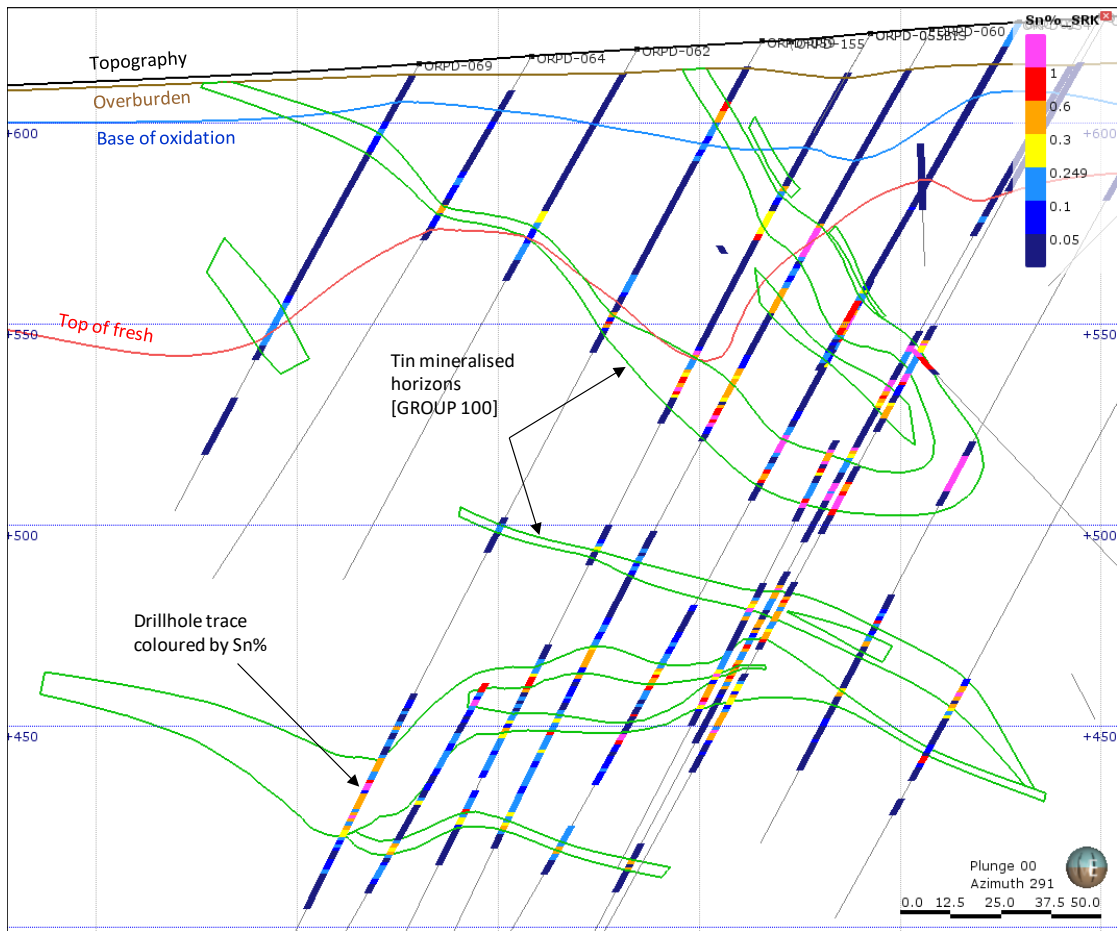 Sn%_SRK
ORPD-060
ORPD-155
ORPD-062
ORPD-064
ORPD-069
Topography
Overburden
Base of oxidation
1
0.6
0.3
0.249
0.1
0.05
+600
+600
Top of fresh
+550
+550
Tin mineralised
horizons
[GROUP 100]
+500
+500
Drillhole trace
coloured by Sn%
+450
+450
Plunge 00
Azimuth 291
0.0 12.5 25.0 37.5 50.0